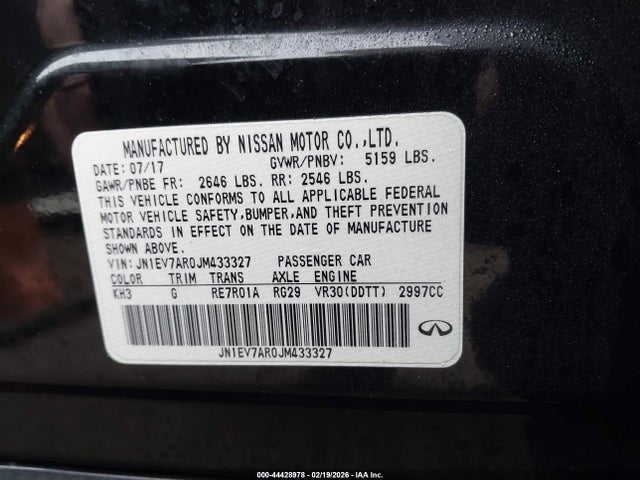 MANUFACTURED BY NISSAN MOTOR CO.,LTD.
DATE: 07/17 GVWR/PNBV: 5159 LBS.
GAWR/PNBE FR: 2646 LBS. RR: 2546 LBS.
THIS VEHICLE CONFORMS TO ALL APPLICABLE FEDERAL
MOTOR VEHICLE SAFETY,BUMPER,AND THEFT PREVENTION
STANDARDS IN EFFECT ON THE DATE OF MANUFACTURE
SHOWN ABOVE.
VIN: JN1EV7AR0JM433327 PASSENGER CAR
COLOR TRIM TRANS AXLE ENGINE
KH3 G RE7R01A RG29 VR30(DDTT) 2997CC
JN1EV7AR0JM433327
000-44428978 - 02/19/2026 - IAA Inc.